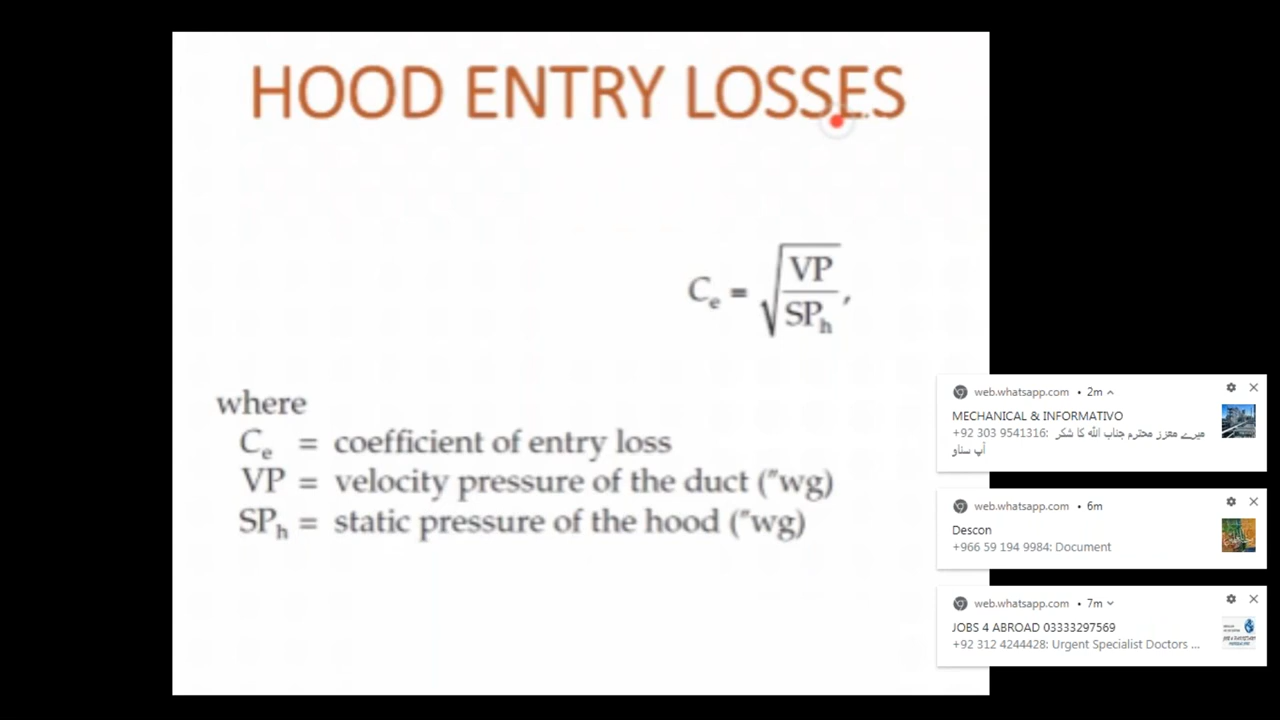 HOOD ENTRY LOSSES
Cₑ = √(VP/SPₕ),
where
Cₑ = coefficient of entry loss
VP = velocity pressure of the duct ("wg)
SPₕ = static pressure of the hood ("wg)
web.whatsapp.com • 2m
MECHANICAL & INFORMATIVO
+92 303 9541316: میرے معزز محترم جناب اللہ کا شکر
آپ سناو
web.whatsapp.com • 6m
Descon
+966 59 194 9984: Document
web.whatsapp.com • 7m
JOBS 4 ABROAD 03333297569
+92 312 4244428: Urgent Specialist Doctors ...